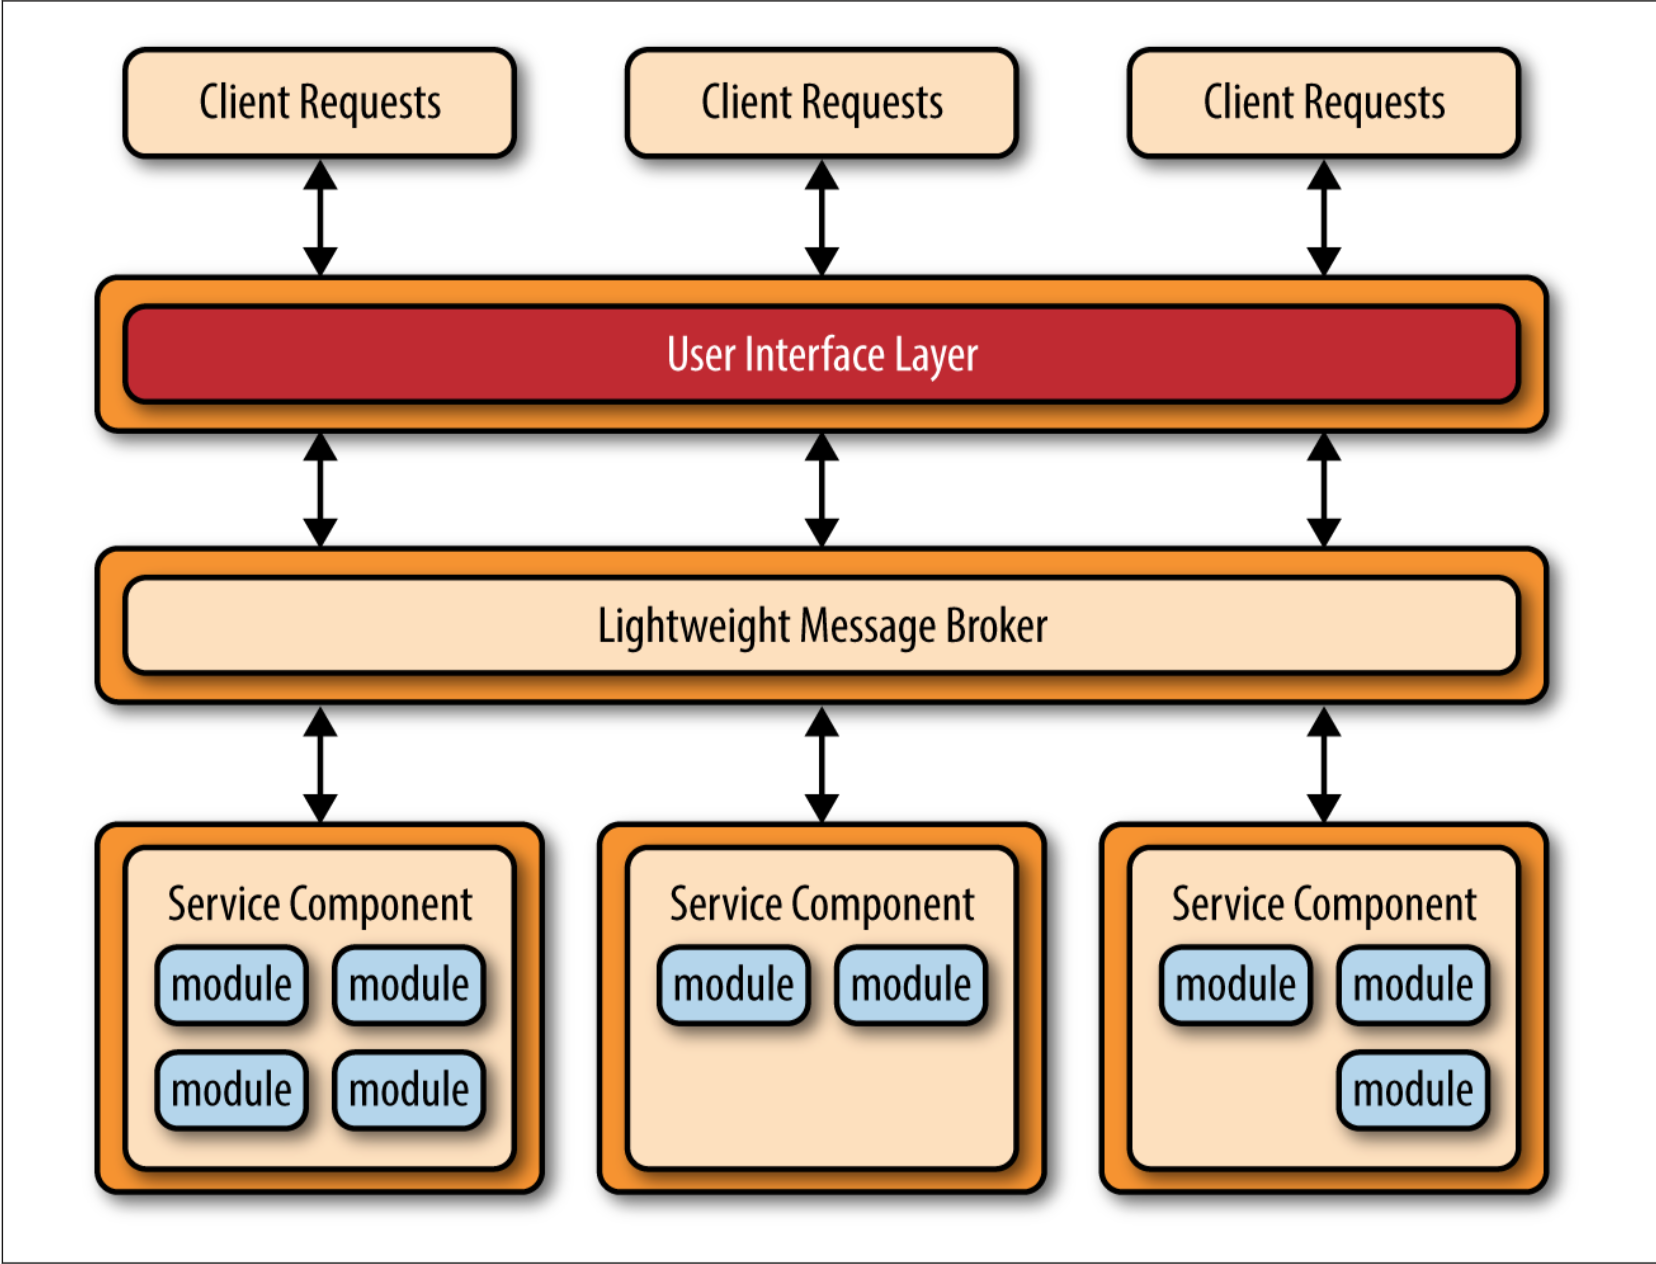 Client Requests
Client Requests
Client Requests
User Interface Layer
Lightweight Message Broker
Service Component
module
module
module
module
Service Component
module
module
Service Component
module
module
module